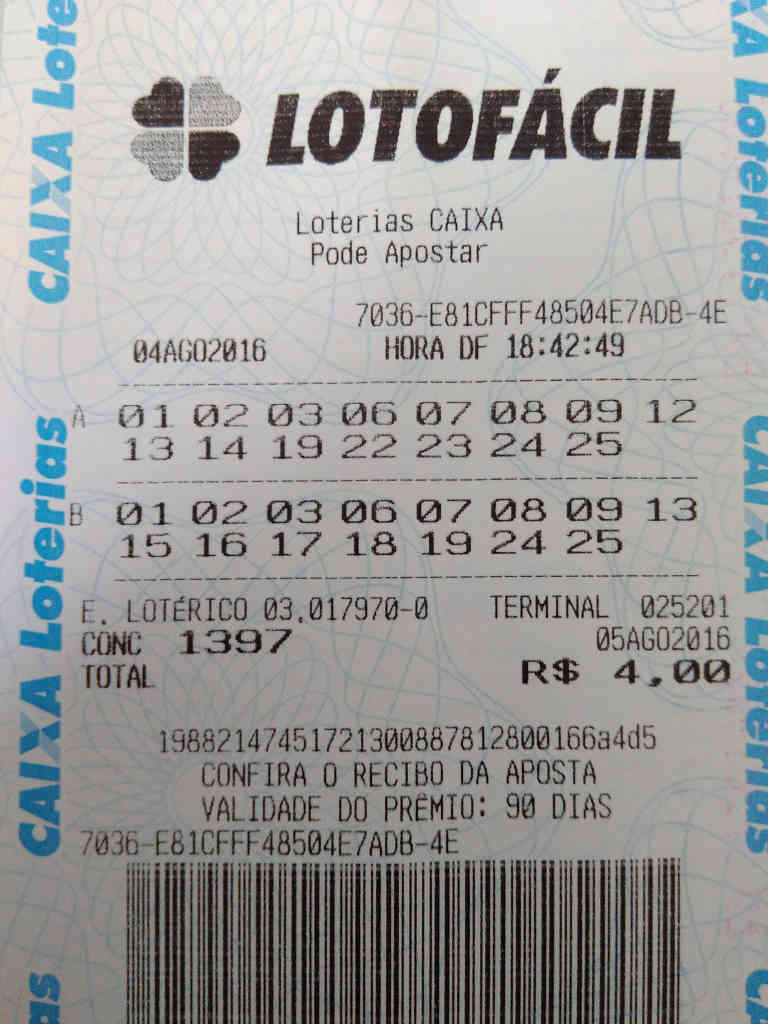 LOTOFÁCIL
Loterias CAIXA
Pode Apostar
7036-E81CFFF48504E7ADB-4E
04AGO2016 HORA DF 18:42:49
A 01 02 03 06 07 08 09 12
13 14 19 22 23 24 25
B 01 02 03 06 07 08 09 13
15 16 17 18 19 24 25
E. LOTÉRICO 03.017970-0 TERMINAL 025201
CONC 1397 05AGO2016
TOTAL R$ 4,00
19882147451721300887812800166a4d5
CONFIRA O RECIBO DA APOSTA
VALIDADE DO PRÊMIO: 90 DIAS
7036-E81CFFF48504E7ADB-4E
CAIXA Lote
CAIXA Loterias
as
XA Loterias
CAIXA Loterias
C